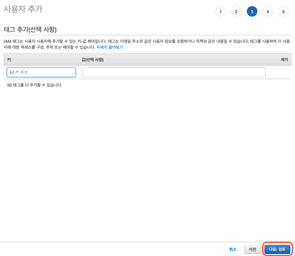 사용자 추가
1 2 3 4 5
태그 추가(선택 사항)
IAM 태그는 사용자 사용자에 추가할 수 있는 키-값 페어입니다. 태그는 이메일 주소와 같은 사용자 정보를 포함하거나 직책과 같은 내용일 수 있습니다. 태그를 사용하여 이 사용
자에 대한 액세스를 구성, 추적 또는 제어할 수 있습니다. 자세히 알아보기
키 값(선택 사항) 제거
새 키 추가
50 태그를 더 추가할 수 있습니다.
취소 이전 다음: 검토